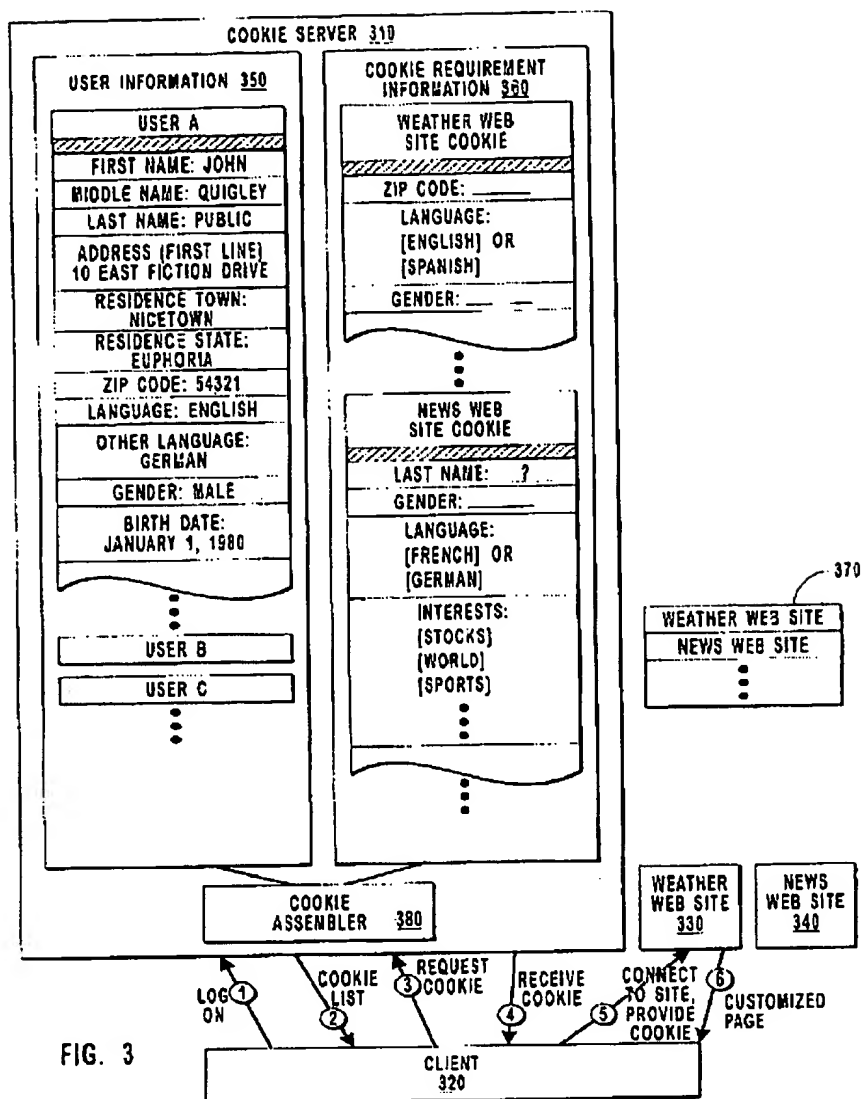 COOKIE SERVER 310
USER INFORMATION 350
USER A
FIRST NAME: JOHN
MIDDLE NAME: QUIGLEY
LAST NAME: PUBLIC
ADDRESS (FIRST LINE)
10 EAST FICTION DRIVE
RESIDENCE TOWN:
NICETOWN
RESIDENCE STATE:
EUPHORIA
ZIP CODE: 54321
LANGUAGE: ENGLISH
OTHER LANGUAGE:
GERMAN
GENDER: MALE
BIRTH DATE:
JANUARY 1, 1980
USER B
USER C
COOKIE REQUIREMENT
INFORMATION 360
WEATHER WEB
SITE COOKIE
ZIP CODE: ____
LANGUAGE:
[ENGLISH] OR
[SPANISH]
GENDER: ____
NEWS WEB
SITE COOKIE
LAST NAME: ?
GENDER: ____
LANGUAGE:
[FRENCH] OR
[GERMAN]
INTERESTS:
[STOCKS]
[WORLD]
[SPORTS]
370
WEATHER WEB SITE
NEWS WEB SITE
COOKIE
ASSEMBLER 380
WEATHER
WEB SITE
330
NEWS
WEB SITE
340
LOG
ON
1
COOKIE
LIST
2
3
REQUEST
COOKIE
4
RECEIVE
COOKIE
5
CONNECT
TO SITE,
PROVIDE
COOKIE
6
CUSTOMIZED
PAGE
FIG. 3
CLIENT
320